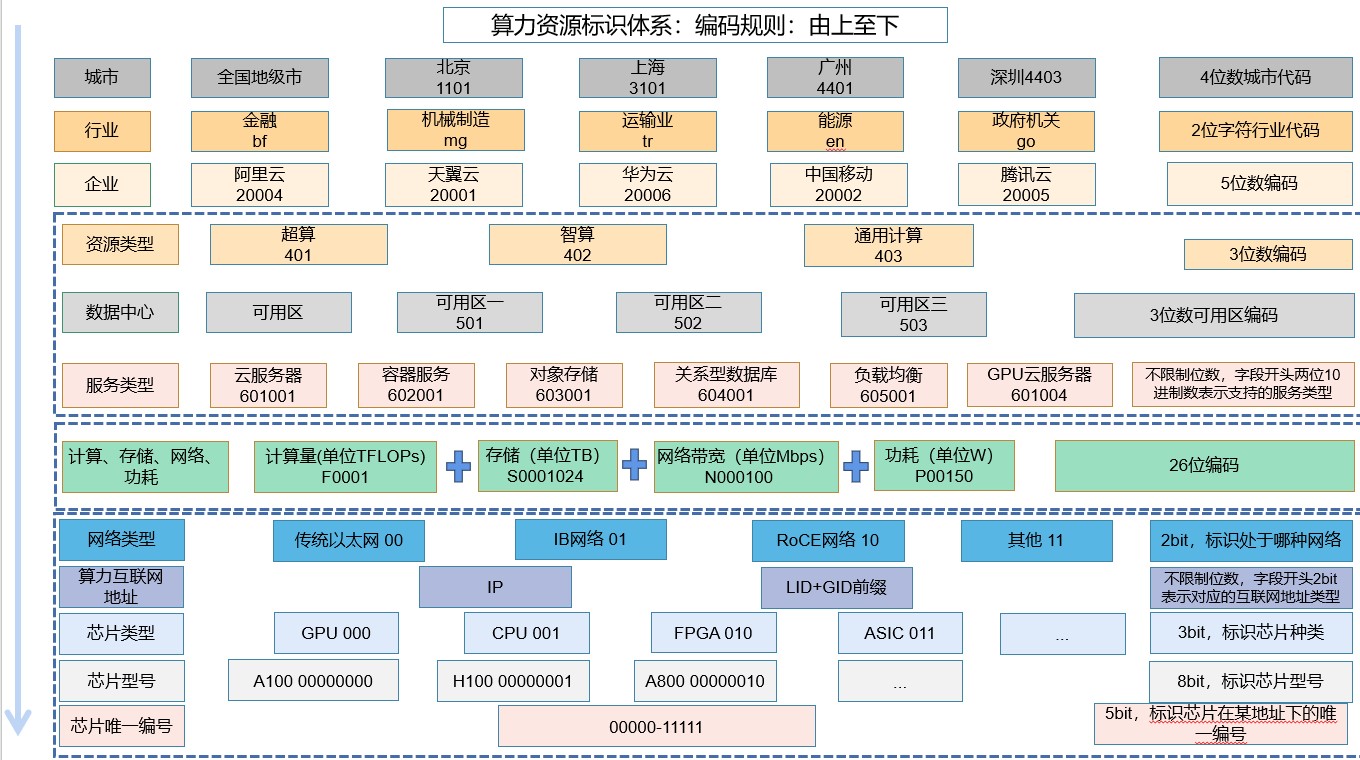 算力资源标识体系：编码规则：由上至下
城市
全国地级市
北京
1101
上海
3101
广州
4401
深圳4403
4位数城市代码
行业
金融
bf
机械制造
mg
运输业
tr
能源
en
政府机关
go
2位字符行业代码
企业
阿里云
20004
天翼云
20001
华为云
20006
中国移动
20002
腾讯云
20005
5位数编码
资源类型
超算
401
智算
402
通用计算
403
3位数编码
数据中心
可用区
可用区一
501
可用区二
502
可用区三
503
3位数可用区编码
服务类型
云服务器
601001
容器服务
602001
对象存储
603001
关系型数据库
604001
负载均衡
605001
GPU云服务器
601004
不限制位数，字段开头两位10
进制数表示支持的服务类型
计算、存储、网络、
功耗
计算量(单位TFLOPs)
F0001
存储（单位TB）
S0001024
网络带宽（单位Mbps）
N000100
功耗（单位W）
P00150
26位编码
网络类型
传统以太网 00
IB网络 01
RoCE网络 10
其他 11
2bit，标识处于哪种网络
算力互联网
地址
IP
LID+GID前缀
不限制位数，字段开头2bit
表示对应的互联网地址类型
芯片类型
GPU 000
CPU 001
FPGA 010
ASIC 011
...
3bit，标识芯片种类
芯片型号
A100 00000000
H100 00000001
A800 00000010
...
8bit，标识芯片型号
芯片唯一编号
00000-11111
5bit，标识芯片在某地址下的唯
一编号